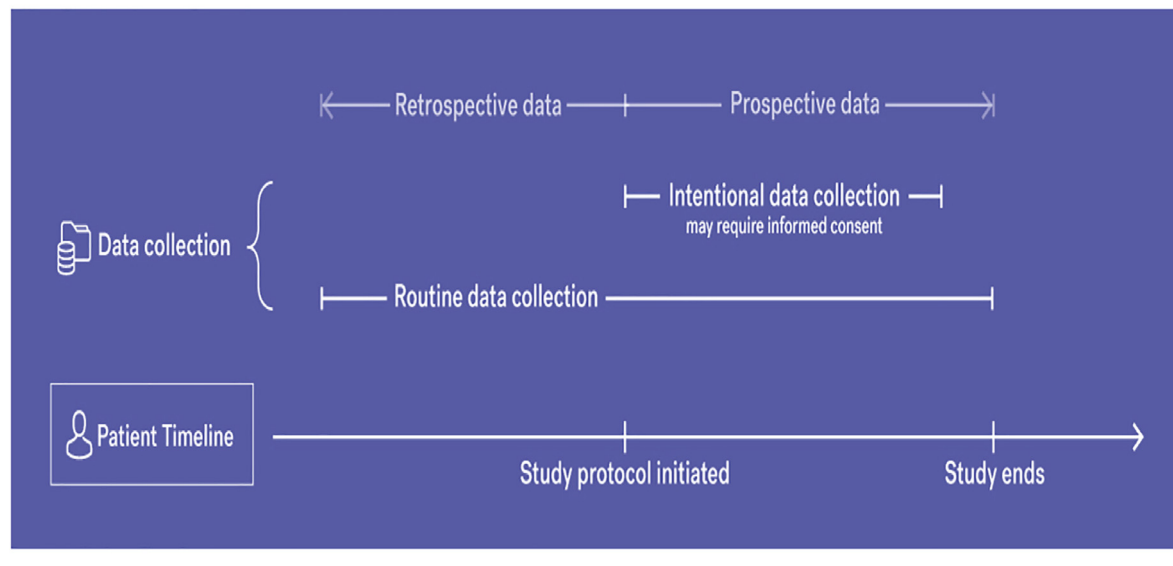 Retrospective data
Prospective data
Intentional data collection
may require informed consent
Data collection
Routine data collection
Patient Timeline
Study protocol initiated
Study ends